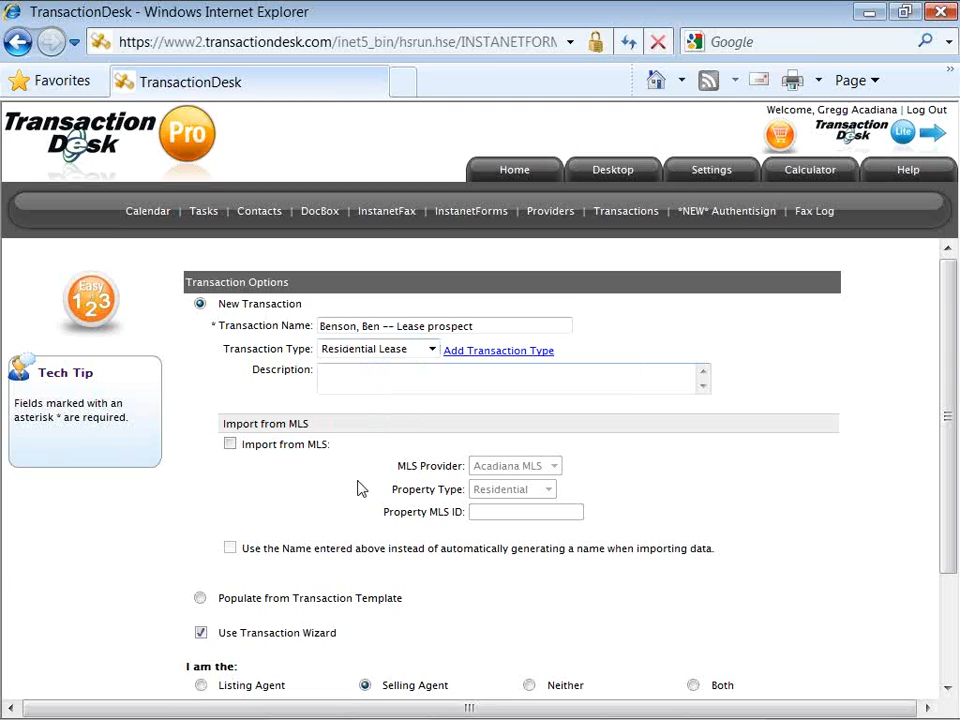 TransactionDesk - Windows Internet Explorer
https://www2.transactiondesk.com/inet5_bin/hsrun.hse/INSTANETFORM
Google
Favorites
TransactionDesk
Page
Transaction Desk Pro
Welcome, Gregg Acadiana | Log Out
Transaction Desk Lite
Home
Desktop
Settings
Calculator
Help
Calendar | Tasks | Contacts | DocBox | InstanetFax | InstanetForms | Providers | Transactions | *NEW* Authentisign | Fax Log
Easy 123
Tech Tip
Fields marked with an
asterisk * are required.
Transaction Options
New Transaction
* Transaction Name: Benson, Ben -- Lease prospect
Transaction Type: Residential Lease Add Transaction Type
Description:
Import from MLS
Import from MLS:
MLS Provider: Acadiana MLS
Property Type: Residential
Property MLS ID:
Use the Name entered above instead of automatically generating a name when importing data.
Populate from Transaction Template
Use Transaction Wizard
I am the:
Listing Agent Selling Agent Neither Both